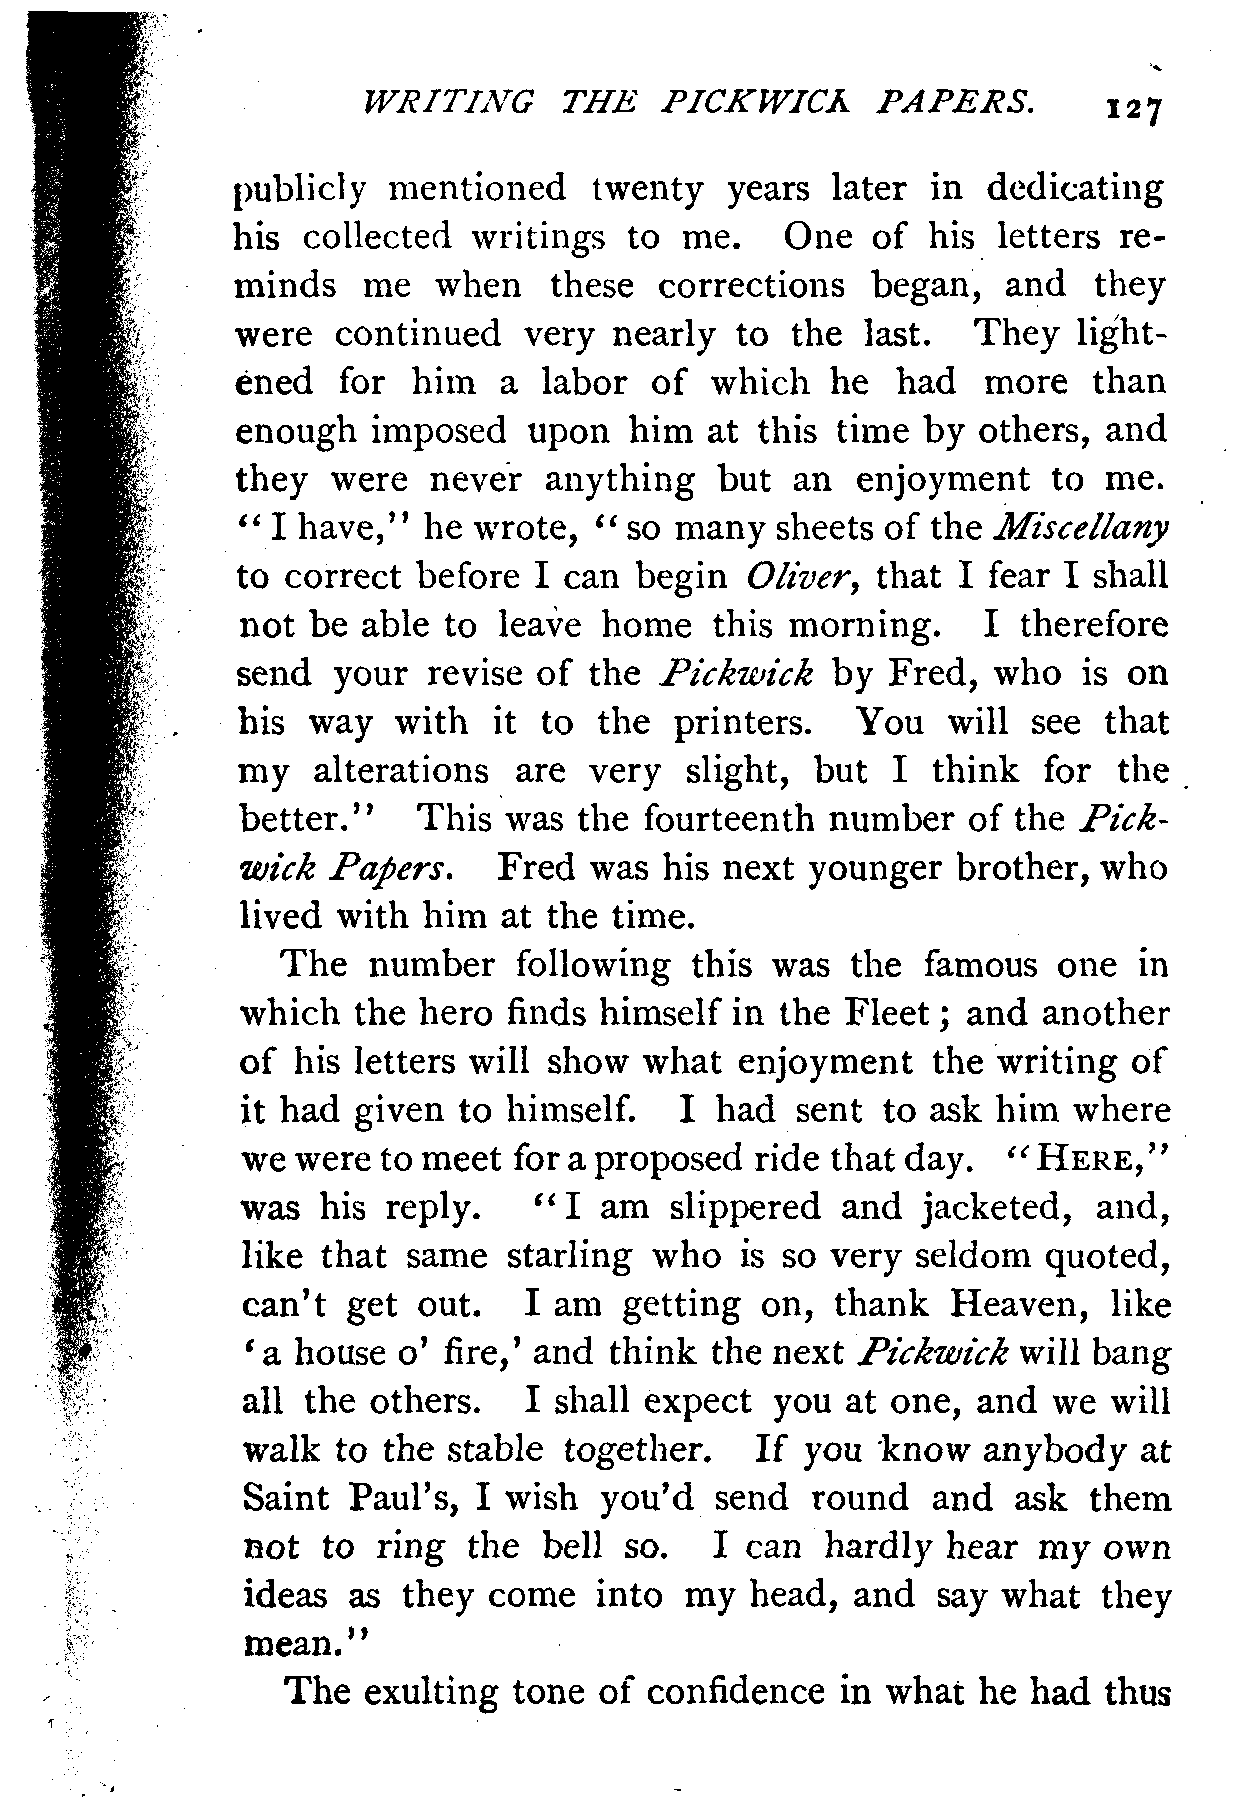 WRITING THE PICKWICK PAPERS. 127
publicly mentioned twenty years later in dedicating
his collected writings to me. One of his letters re-
minds me when these corrections began, and they
were continued very nearly to the last. They light-
ened for him a labor of which he had more than
enough imposed upon him at this time by others, and
they were never anything but an enjoyment to me.
"I have," he wrote, "so many sheets of the Miscellany
to correct before I can begin Oliver, that I fear I shall
not be able to leave home this morning. I therefore
send your revise of the Pickwick by Fred, who is on
his way with it to the printers. You will see that
my alterations are very slight, but I think for the
better." This was the fourteenth number of the Pick-
wick Papers. Fred was his next younger brother, who
lived with him at the time.
The number following this was the famous one in
which the hero finds himself in the Fleet; and another
of his letters will show what enjoyment the writing of
it had given to himself. I had sent to ask him where
we were to meet for a proposed ride that day. "HERE,"
was his reply. "I am slippered and jacketed, and,
like that same starling who is so very seldom quoted,
can't get out. I am getting on, thank Heaven, like
'a house o' fire,' and think the next Pickwick will bang
all the others. I shall expect you at one, and we will
walk to the stable together. If you know anybody at
Saint Paul's, I wish you'd send round and ask them
not to ring the bell so. I can hardly hear my own
ideas as they come into my head, and say what they
mean."
The exulting tone of confidence in what he had thus